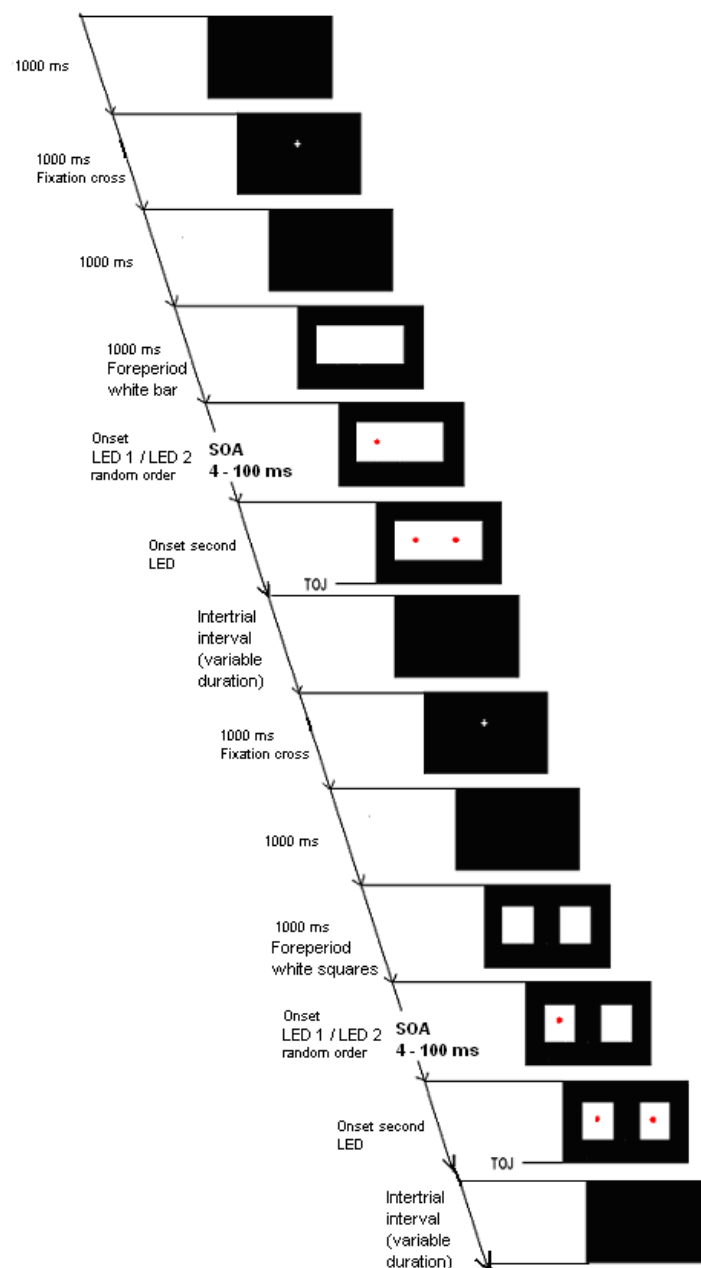 1000 ms
1000 ms
Fixation cross
1000 ms
1000 ms
Foreperiod
white bar
Onset
LED 1 / LED 2
random order
SOA
4 - 100 ms
Onset second
LED
TOJ
Intertrial
interval
(variable
duration)
1000 ms
Fixation cross
1000 ms
1000 ms
Foreperiod
white squares
Onset
LED 1 / LED 2
random order
SOA
4 - 100 ms
Onset second
LED
TOJ
Intertrial
interval
(variable
duration)